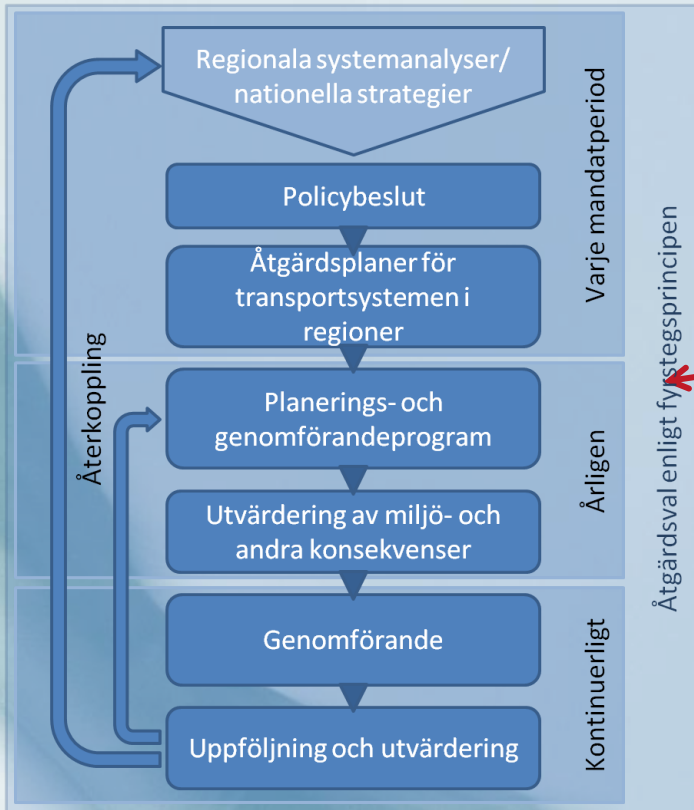 Regionala systemanalyser/
nationella strategier
Policybeslut
Åtgärdsplaner för
transportsystemen i
regioner
Varje mandatperiod
Planerings- och
genomförandeprogram
Utvärdering av miljö- och
andra konsekvenser
Årligen
Genomförande
Uppföljning och utvärdering
Kontinuerligt
Återkoppling
Åtgärdsval enligt fyrstegsprincipen